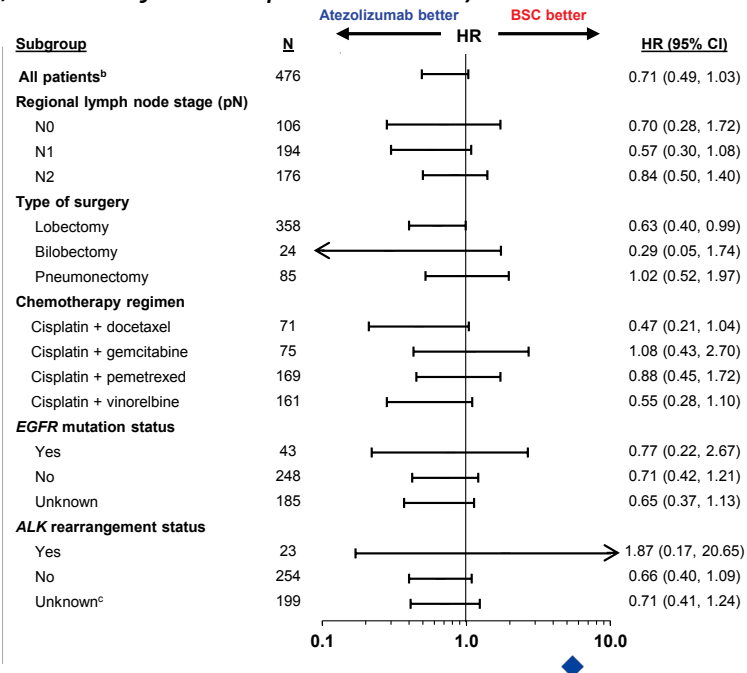 Atezolizumab better BSC better
HR
Subgroup N HR (95% CI)
All patientsᵇ 476 0.71 (0.49, 1.03)
Regional lymph node stage (pN)
N0 106 0.70 (0.28, 1.72)
N1 194 0.57 (0.30, 1.08)
N2 176 0.84 (0.50, 1.40)
Type of surgery
Lobectomy 358 0.63 (0.40, 0.99)
Bilobectomy 24 0.29 (0.05, 1.74)
Pneumonectomy 85 1.02 (0.52, 1.97)
Chemotherapy regimen
Cisplatin + docetaxel 71 0.47 (0.21, 1.04)
Cisplatin + gemcitabine 75 1.08 (0.43, 2.70)
Cisplatin + pemetrexed 169 0.88 (0.45, 1.72)
Cisplatin + vinorelbine 161 0.55 (0.28, 1.10)
EGFR mutation status
Yes 43 0.77 (0.22, 2.67)
No 248 0.71 (0.42, 1.21)
Unknown 185 0.65 (0.37, 1.13)
ALK rearrangement status
Yes 23 1.87 (0.17, 20.65)
No 254 0.66 (0.40, 1.09)
Unknownᶜ 199 0.71 (0.41, 1.24)
0.1 1.0 10.0